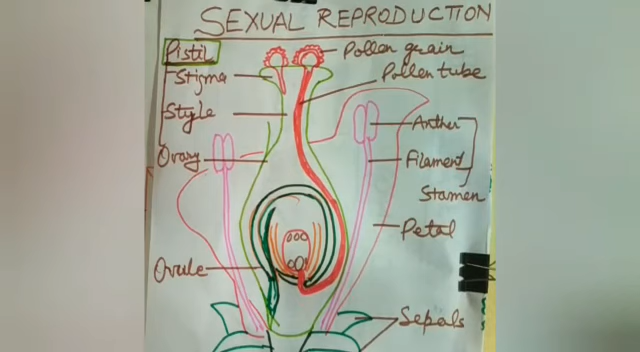 SEXUAL REPRODUCTION
Pistil
Pollen grain
Stigma
Pollen tube
Style
Anther
Ovary
Filament
Stamen
Petal
Ovule
Sepals